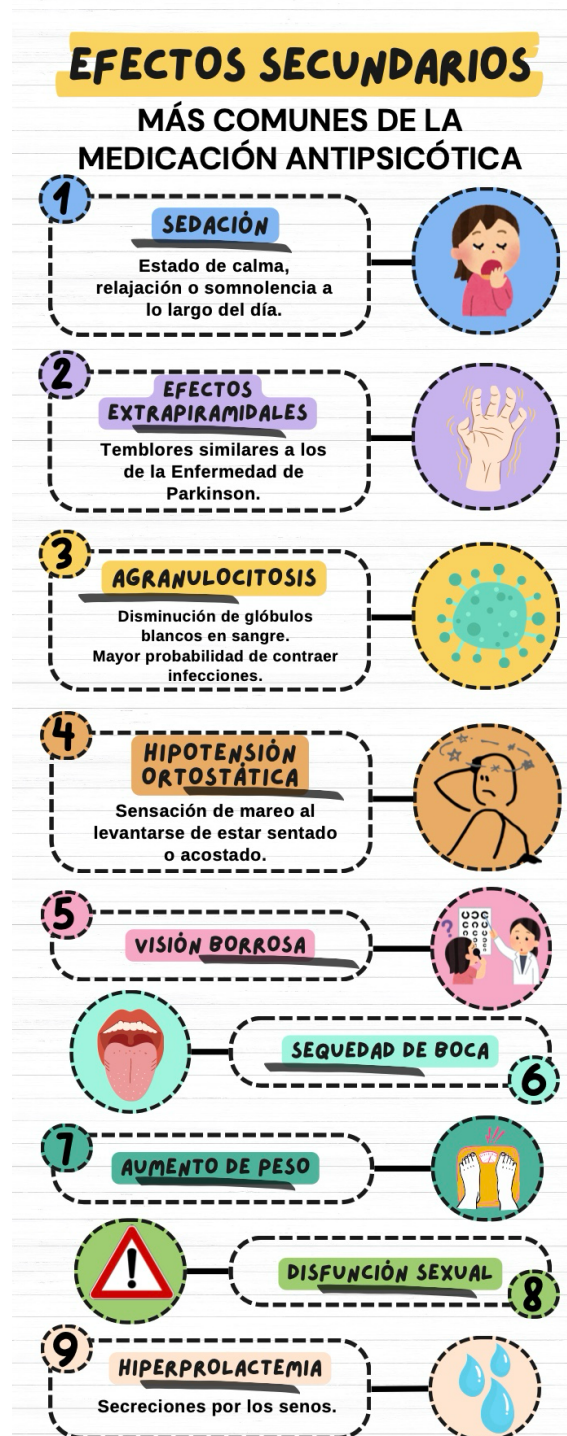 EFECTOS SECUNDARIOS
MÁS COMUNES DE LA
MEDICACIÓN ANTIPSICÓTICA
1
SEDACIÓN
Estado de calma,
relajación o somnolencia a
lo largo del día.
2
EFECTOS
EXTRAPIRAMIDALES
Temblores similares a los
de la Enfermedad de
Parkinson.
3
AGRANULOCITOSIS
Disminución de glóbulos
blancos en sangre.
Mayor probabilidad de contraer
infecciones.
4
HIPOTENSIÓN
ORTOSTÁTICA
Sensación de mareo al
levantarse de estar sentado
o acostado.
5
VISIÓN BORROSA
?
SEQUEDAD DE BOCA
6
7
AUMENTO DE PESO
!
DISFUNCIÓN SEXUAL
8
9
HIPERPROLACTEMIA
Secreciones por los senos.